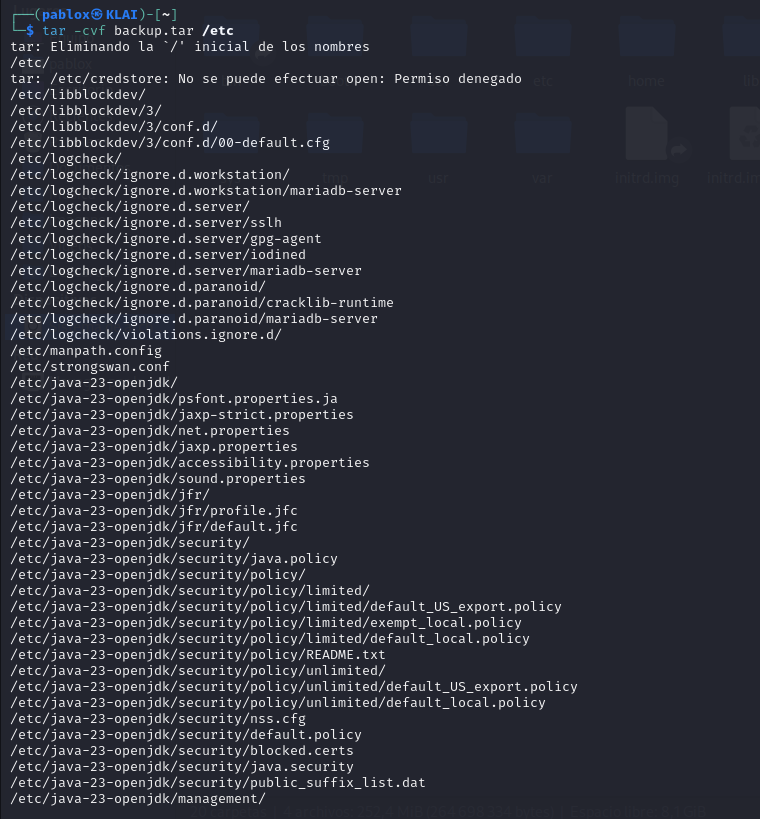 ┌──(pablox㉿KLAI)-[~]
└─$ tar -cvf backup.tar /etc
tar: Eliminando la `/' inicial de los nombres
/etc/
tar: /etc/credstore: No se puede efectuar open: Permiso denegado
/etc/libblockdev/
/etc/libblockdev/3/
/etc/libblockdev/3/conf.d/
/etc/libblockdev/3/conf.d/00-default.cfg
/etc/logcheck/
/etc/logcheck/ignore.d.workstation/
/etc/logcheck/ignore.d.workstation/mariadb-server
/etc/logcheck/ignore.d.server/
/etc/logcheck/ignore.d.server/sslh
/etc/logcheck/ignore.d.server/gpg-agent
/etc/logcheck/ignore.d.server/iodined
/etc/logcheck/ignore.d.server/mariadb-server
/etc/logcheck/ignore.d.paranoid/
/etc/logcheck/ignore.d.paranoid/cracklib-runtime
/etc/logcheck/ignore.d.paranoid/mariadb-server
/etc/logcheck/violations.ignore.d/
/etc/manpath.config
/etc/strongswan.conf
/etc/java-23-openjdk/
/etc/java-23-openjdk/psfont.properties.ja
/etc/java-23-openjdk/jaxp-strict.properties
/etc/java-23-openjdk/net.properties
/etc/java-23-openjdk/jaxp.properties
/etc/java-23-openjdk/accessibility.properties
/etc/java-23-openjdk/sound.properties
/etc/java-23-openjdk/jfr/
/etc/java-23-openjdk/jfr/profile.jfc
/etc/java-23-openjdk/jfr/default.jfc
/etc/java-23-openjdk/security/
/etc/java-23-openjdk/security/java.policy
/etc/java-23-openjdk/security/policy/
/etc/java-23-openjdk/security/policy/limited/
/etc/java-23-openjdk/security/policy/limited/default_US_export.policy
/etc/java-23-openjdk/security/policy/limited/exempt_local.policy
/etc/java-23-openjdk/security/policy/limited/default_local.policy
/etc/java-23-openjdk/security/policy/README.txt
/etc/java-23-openjdk/security/policy/unlimited/
/etc/java-23-openjdk/security/policy/unlimited/default_US_export.policy
/etc/java-23-openjdk/security/policy/unlimited/default_local.policy
/etc/java-23-openjdk/security/nss.cfg
/etc/java-23-openjdk/security/default.policy
/etc/java-23-openjdk/security/blocked.certs
/etc/java-23-openjdk/security/java.security
/etc/java-23-openjdk/security/public_suffix_list.dat
/etc/java-23-openjdk/management/
etc
home
tmp
usr
var
initrd.img